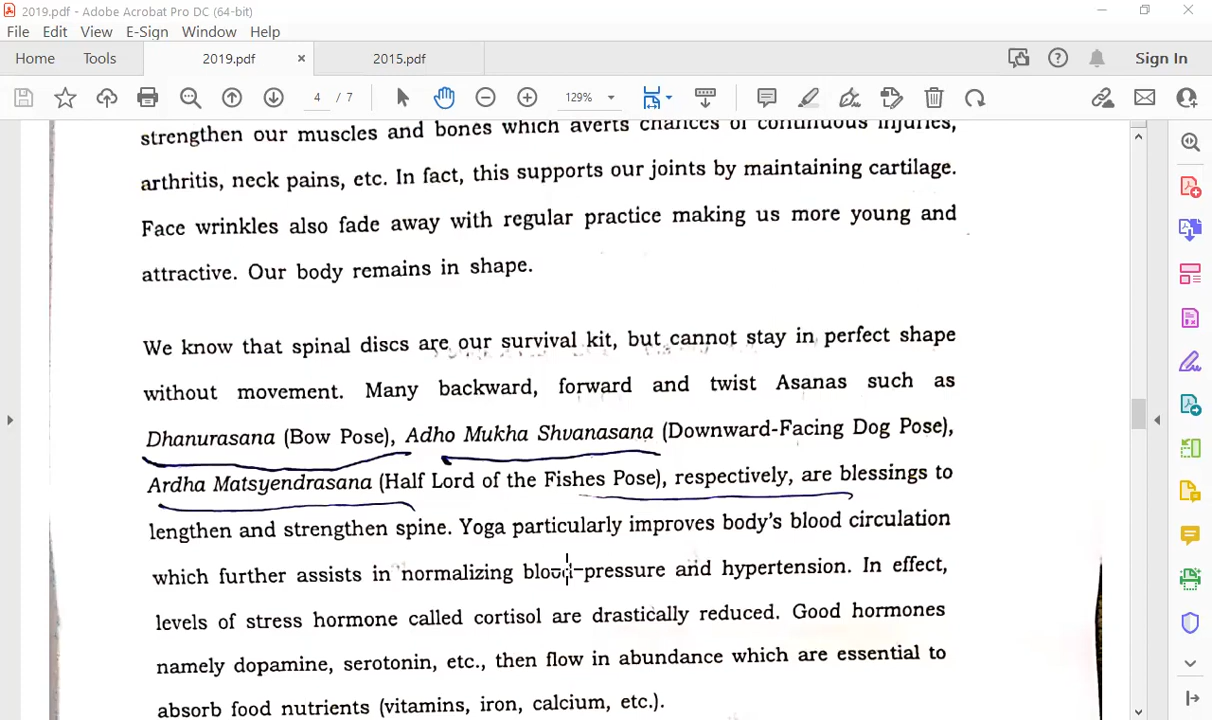 2019.pdf - Adobe Acrobat Pro DC (64-bit)
File Edit View E-Sign Window Help
Home Tools 2019.pdf × 2015.pdf Sign In
4 / 7 129%
strengthen our muscles and bones which averts chances of continuous injuries,
arthritis, neck pains, etc. In fact, this supports our joints by maintaining cartilage.
Face wrinkles also fade away with regular practice making us more young and
attractive. Our body remains in shape.
We know that spinal discs are our survival kit, but cannot stay in perfect shape
without movement. Many backward, forward and twist Asanas such as
Dhanurasana (Bow Pose), Adho Mukha Shvanasana (Downward-Facing Dog Pose),
Ardha Matsyendrasana (Half Lord of the Fishes Pose), respectively, are blessings to
lengthen and strengthen spine. Yoga particularly improves body's blood circulation
which further assists in normalizing blood-pressure and hypertension. In effect,
levels of stress hormone called cortisol are drastically reduced. Good hormones
namely dopamine, serotonin, etc., then flow in abundance which are essential to
absorb food nutrients (vitamins, iron, calcium, etc.).